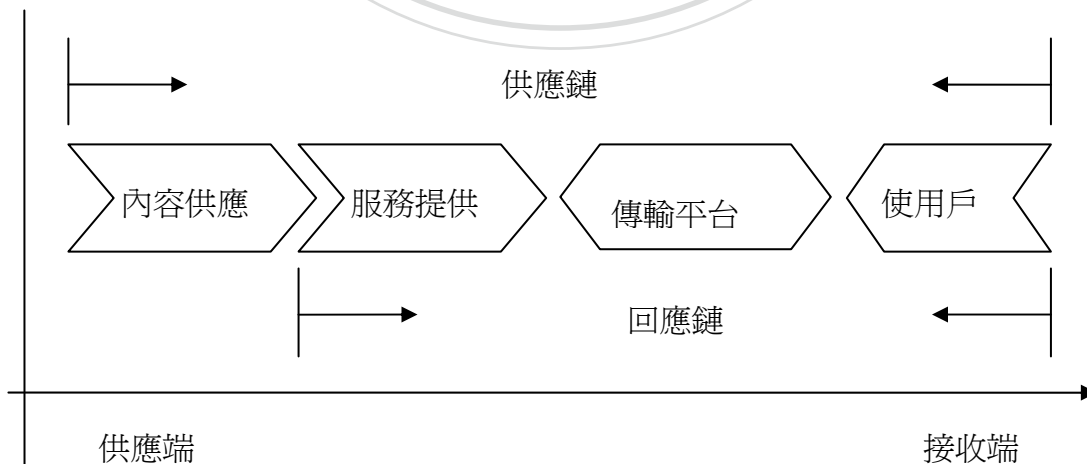 供應鏈
內容供應
服務提供
傳輸平台
使用戶
回應鏈
供應端
接收端